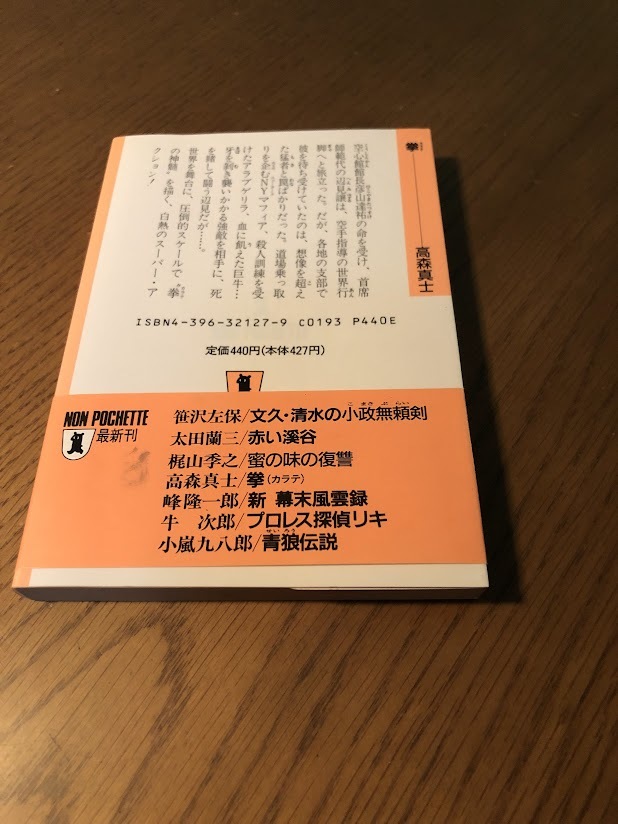 拳
高森真士
空心館館長彦山達祐の命を受け、首席
師範代の辺見譲は、空手指導の世界行
脚へと旅立った。だが、各地の支部で
彼を待ち受けていたのは、想像を超え
た猛者と罠ばかりだった。道場乗っ取
りを企むNYマフィア、殺人訓練を受
けたアラブゲリラ、血に飢えた巨牛…
牙を剥き襲いかかる強敵を相手に、死
を賭して闘う辺見だが……。
世界を舞台に、圧倒的スケールで〝拳
の神髄〟を描く、白熱のスーパー・ア
クション！
ISBN4-396-32127-9 C0193 P440E
定価440円(本体427円)
NON POCHETTE
最新刊
笹沢左保/文久・清水の小政無頼剣
太田蘭三/赤い溪谷
梶山季之/蜜の味の復讐
高森真士/拳(カラテ)
峰隆一郎/新 幕末風雲録
牛 次郎/プロレス探偵リキ
小嵐九八郎/青狼伝説